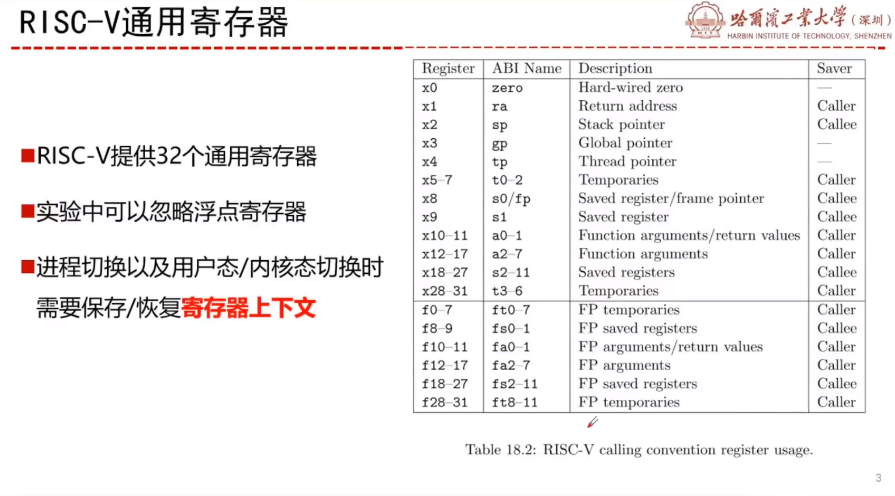 RISC-V通用寄存器
哈尔滨工业大学(深圳)
HARBIN INSTITUTE OF TECHNOLOGY, SHENZHEN
■RISC-V提供32个通用寄存器
■实验中可以忽略浮点寄存器
■进程切换以及用户态/内核态切换时
需要保存/恢复寄存器上下文
Register ABI Name Description Saver
x0 zero Hard-wired zero —
x1 ra Return address Caller
x2 sp Stack pointer Callee
x3 gp Global pointer —
x4 tp Thread pointer —
x5–7 t0–2 Temporaries Caller
x8 s0/fp Saved register/frame pointer Callee
x9 s1 Saved register Callee
x10–11 a0–1 Function arguments/return values Caller
x12–17 a2–7 Function arguments Caller
x18–27 s2–11 Saved registers Callee
x28–31 t3–6 Temporaries Caller
f0–7 ft0–7 FP temporaries Caller
f8–9 fs0–1 FP saved registers Callee
f10–11 fa0–1 FP arguments/return values Caller
f12–17 fa2–7 FP arguments Caller
f18–27 fs2–11 FP saved registers Callee
f28–31 ft8–11 FP temporaries Caller
Table 18.2: RISC-V calling convention register usage.
3